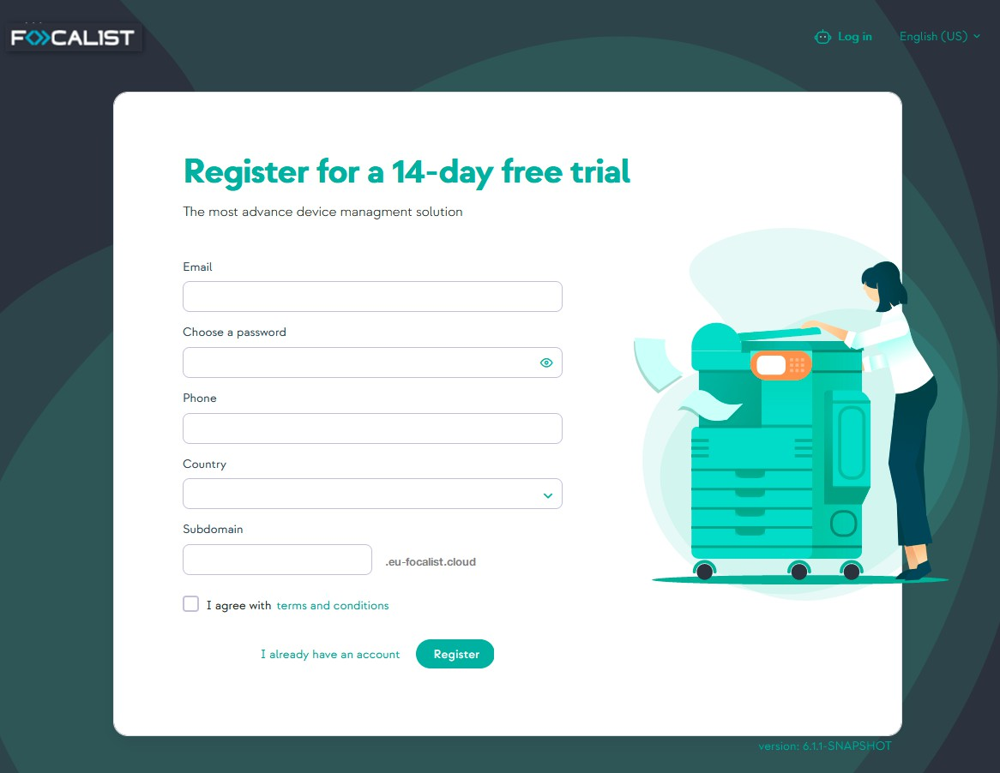 FOCALIST
Log in
English (US)
Register for a 14-day free trial
The most advance device managment solution
Email
Choose a password
Phone
Country
Subdomain
.eu-focalist.cloud
I agree with terms and conditions
I already have an account
Register
version: 6.1.1-SNAPSHOT